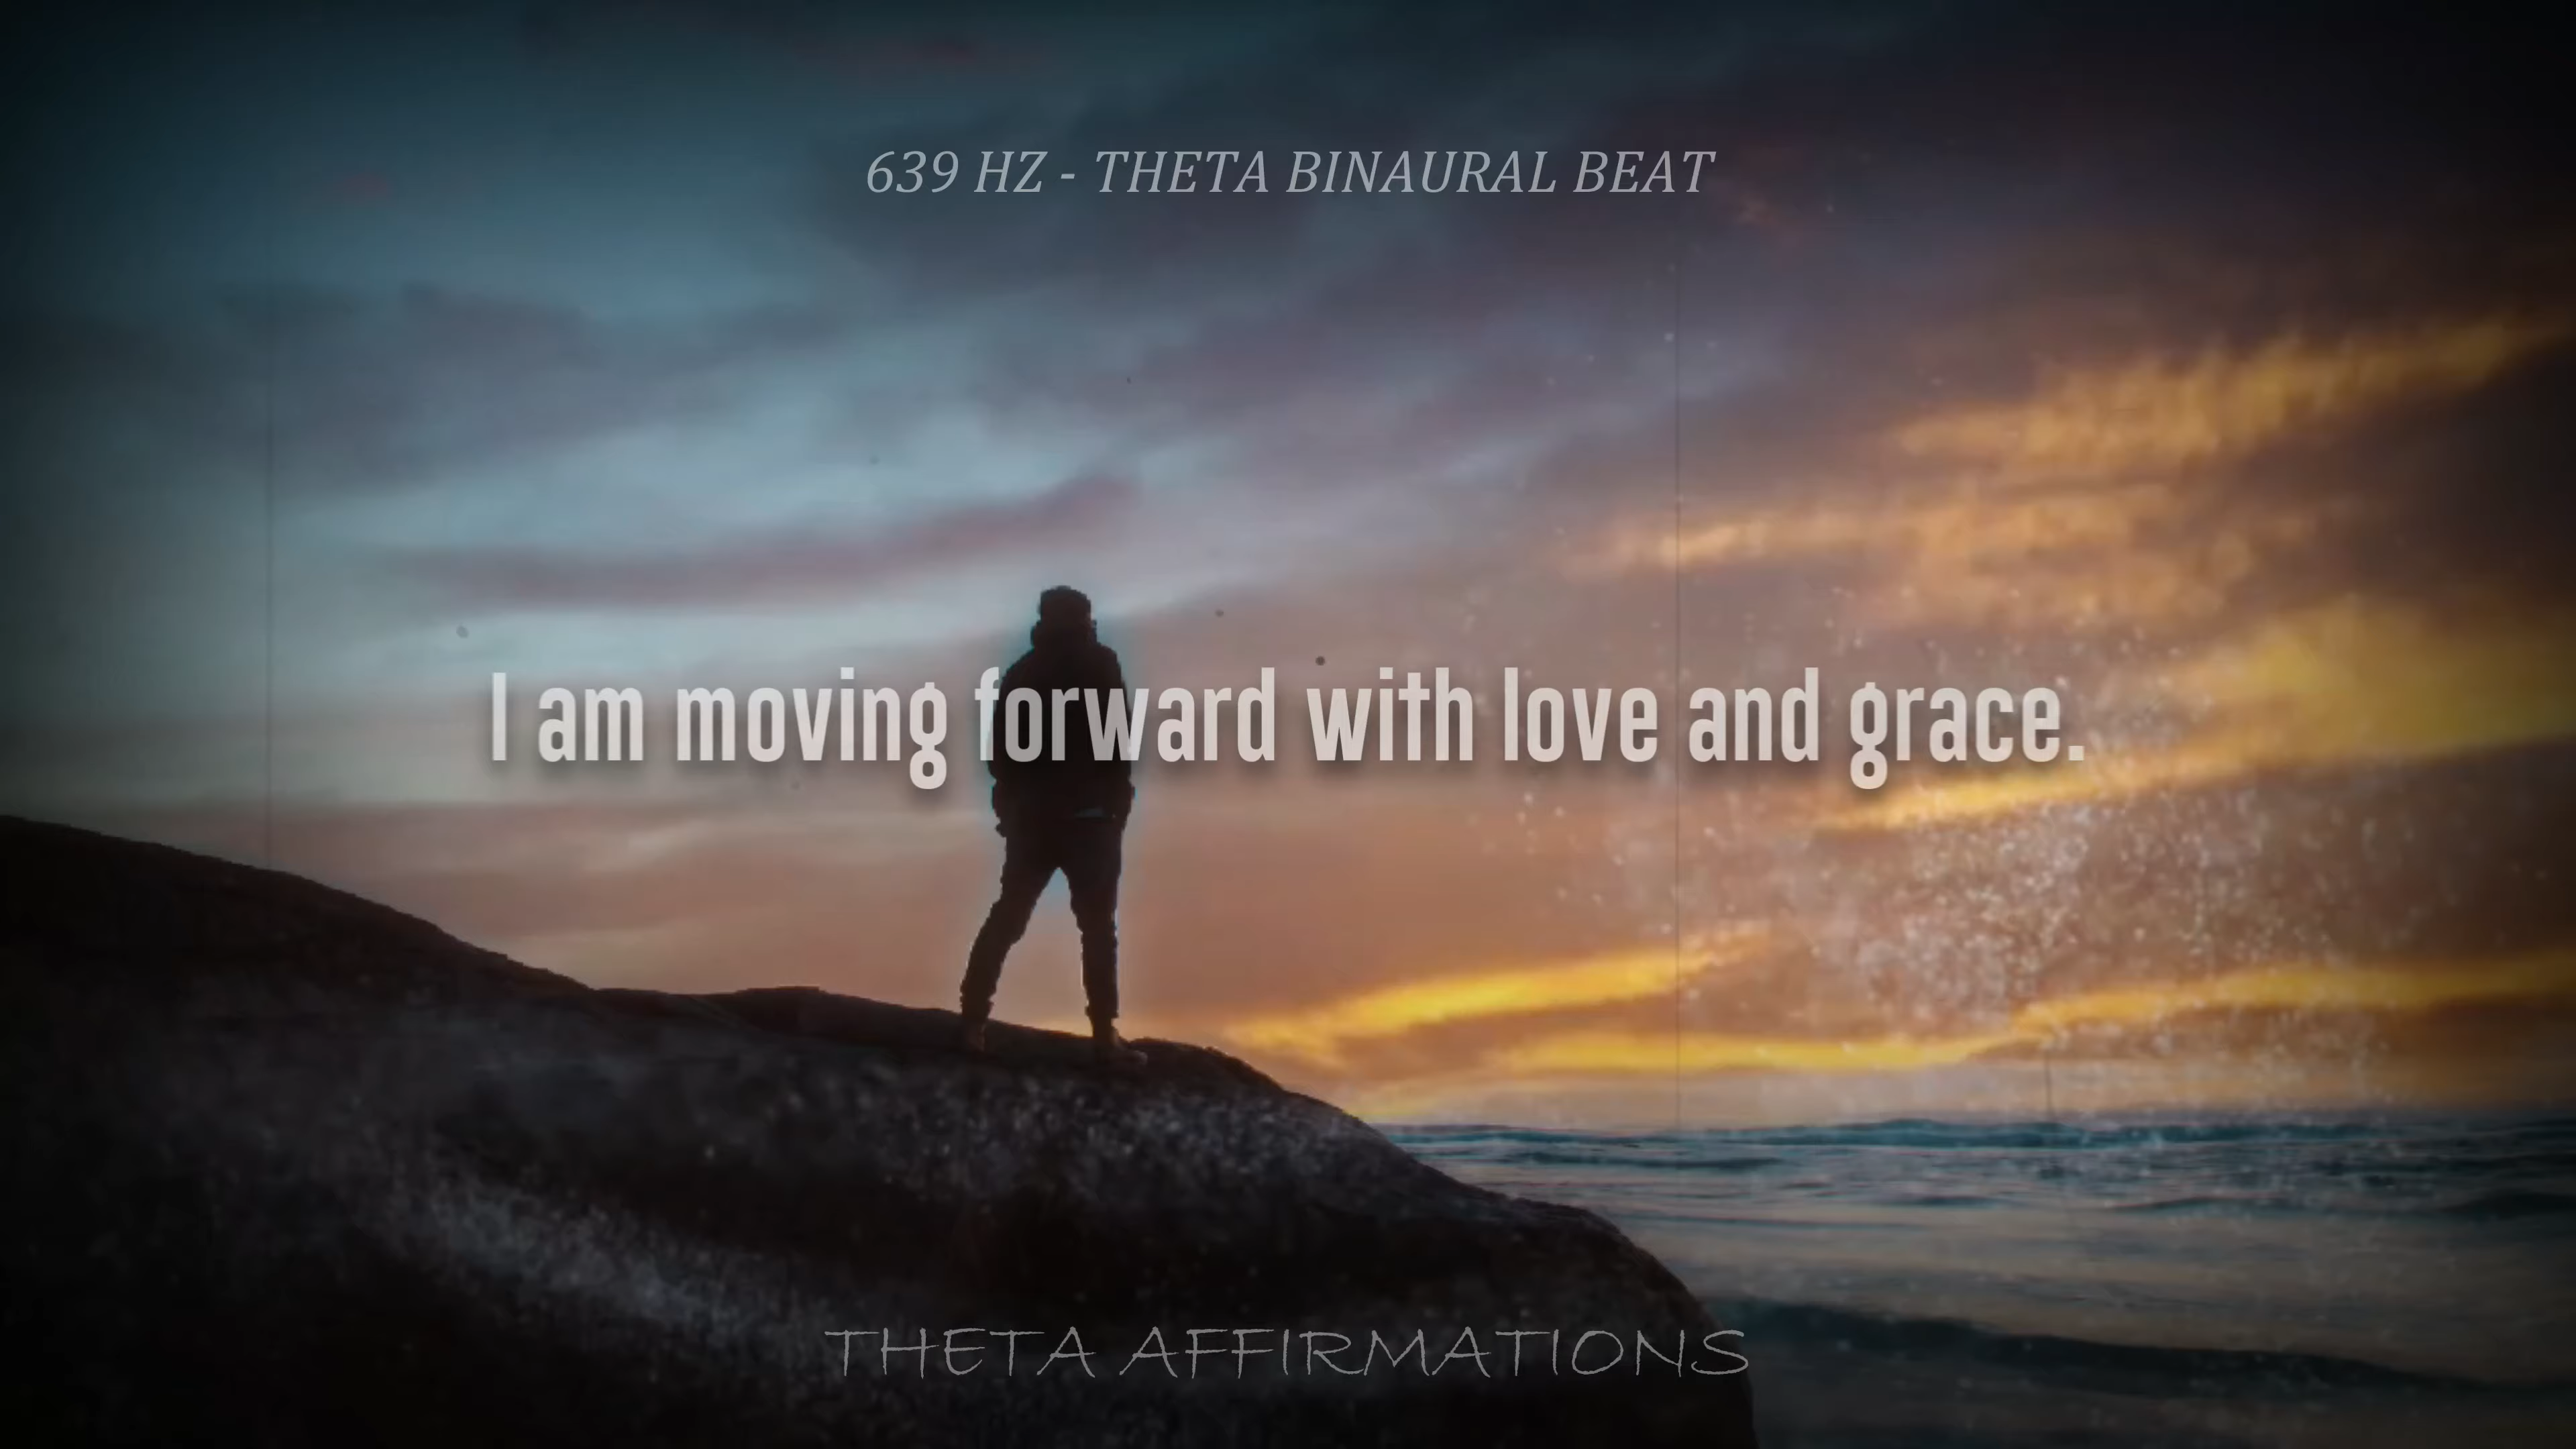 639 HZ - THETA BINAURAL BEAT
I am moving forward with love and grace.
THETA AFFIRMATIONS